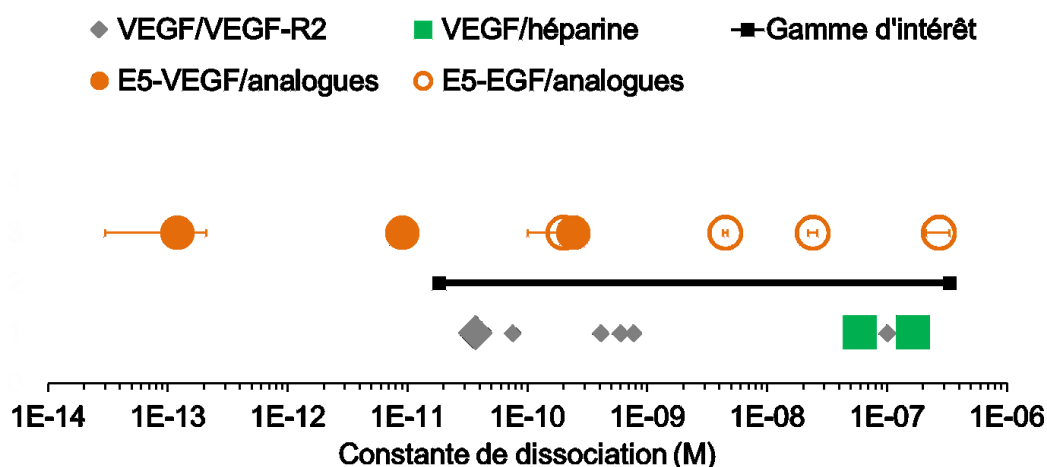 VEGF/VEGF-R2 VEGF/héparine Gamme d'intérêt
E5-VEGF/analogues E5-EGF/analogues
1E-14 1E-13 1E-12 1E-11 1E-10 1E-09 1E-08 1E-07 1E-06
Constante de dissociation (M)